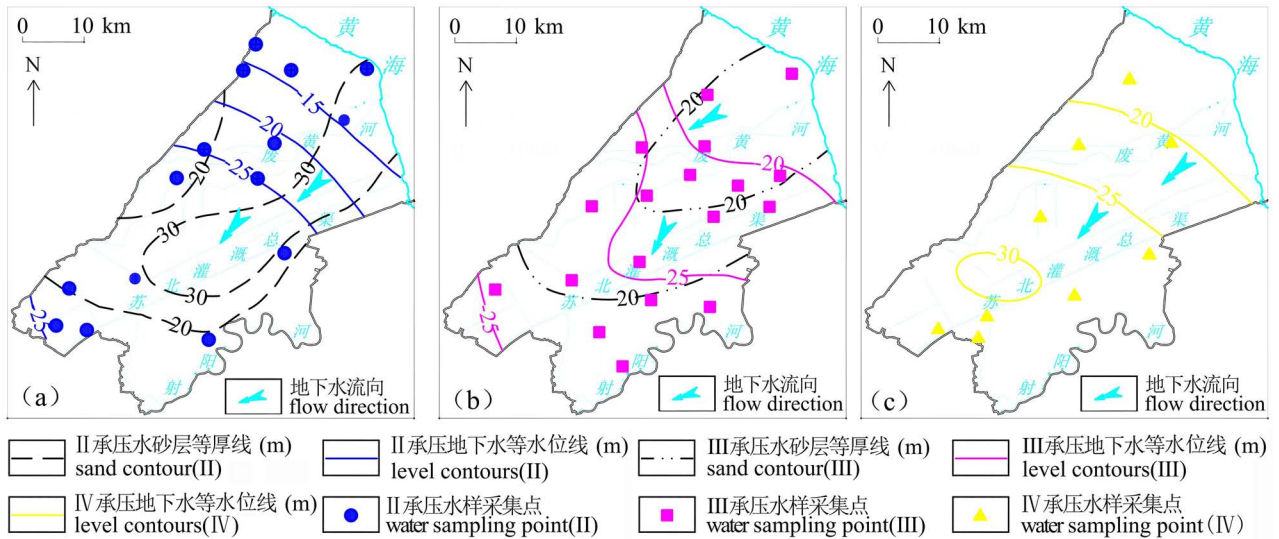 0 10 km
N
黄
海
-15
-20
-25
20
30
30
30
20
-25
废
黄
河
苏
北
灌
溉
总
渠
射
阳
河
(a)
地下水流向
flow direction
0 10 km
N
黄
海
20
-20
20
-25
20
-25
废
黄
河
苏
北
灌
溉
总
渠
射
阳
河
(b)
地下水流向
flow direction
0 10 km
N
黄
海
-20
-25
-30
废
黄
河
苏
北
灌
溉
总
渠
射
阳
河
(c)
地下水流向
flow direction
II承压水砂层等厚线 (m)
sand contour(II)
II承压地下水等水位线 (m)
level contours(II)
III承压水砂层等厚线 (m)
sand contour(III)
III承压地下水等水位线 (m)
level contours(III)
IV承压地下水等水位线 (m)
level contours(IV)
II承压水样采集点
water sampling point(II)
III承压水样采集点
water sampling point(III)
IV承压水样采集点
water sampling point(IV)